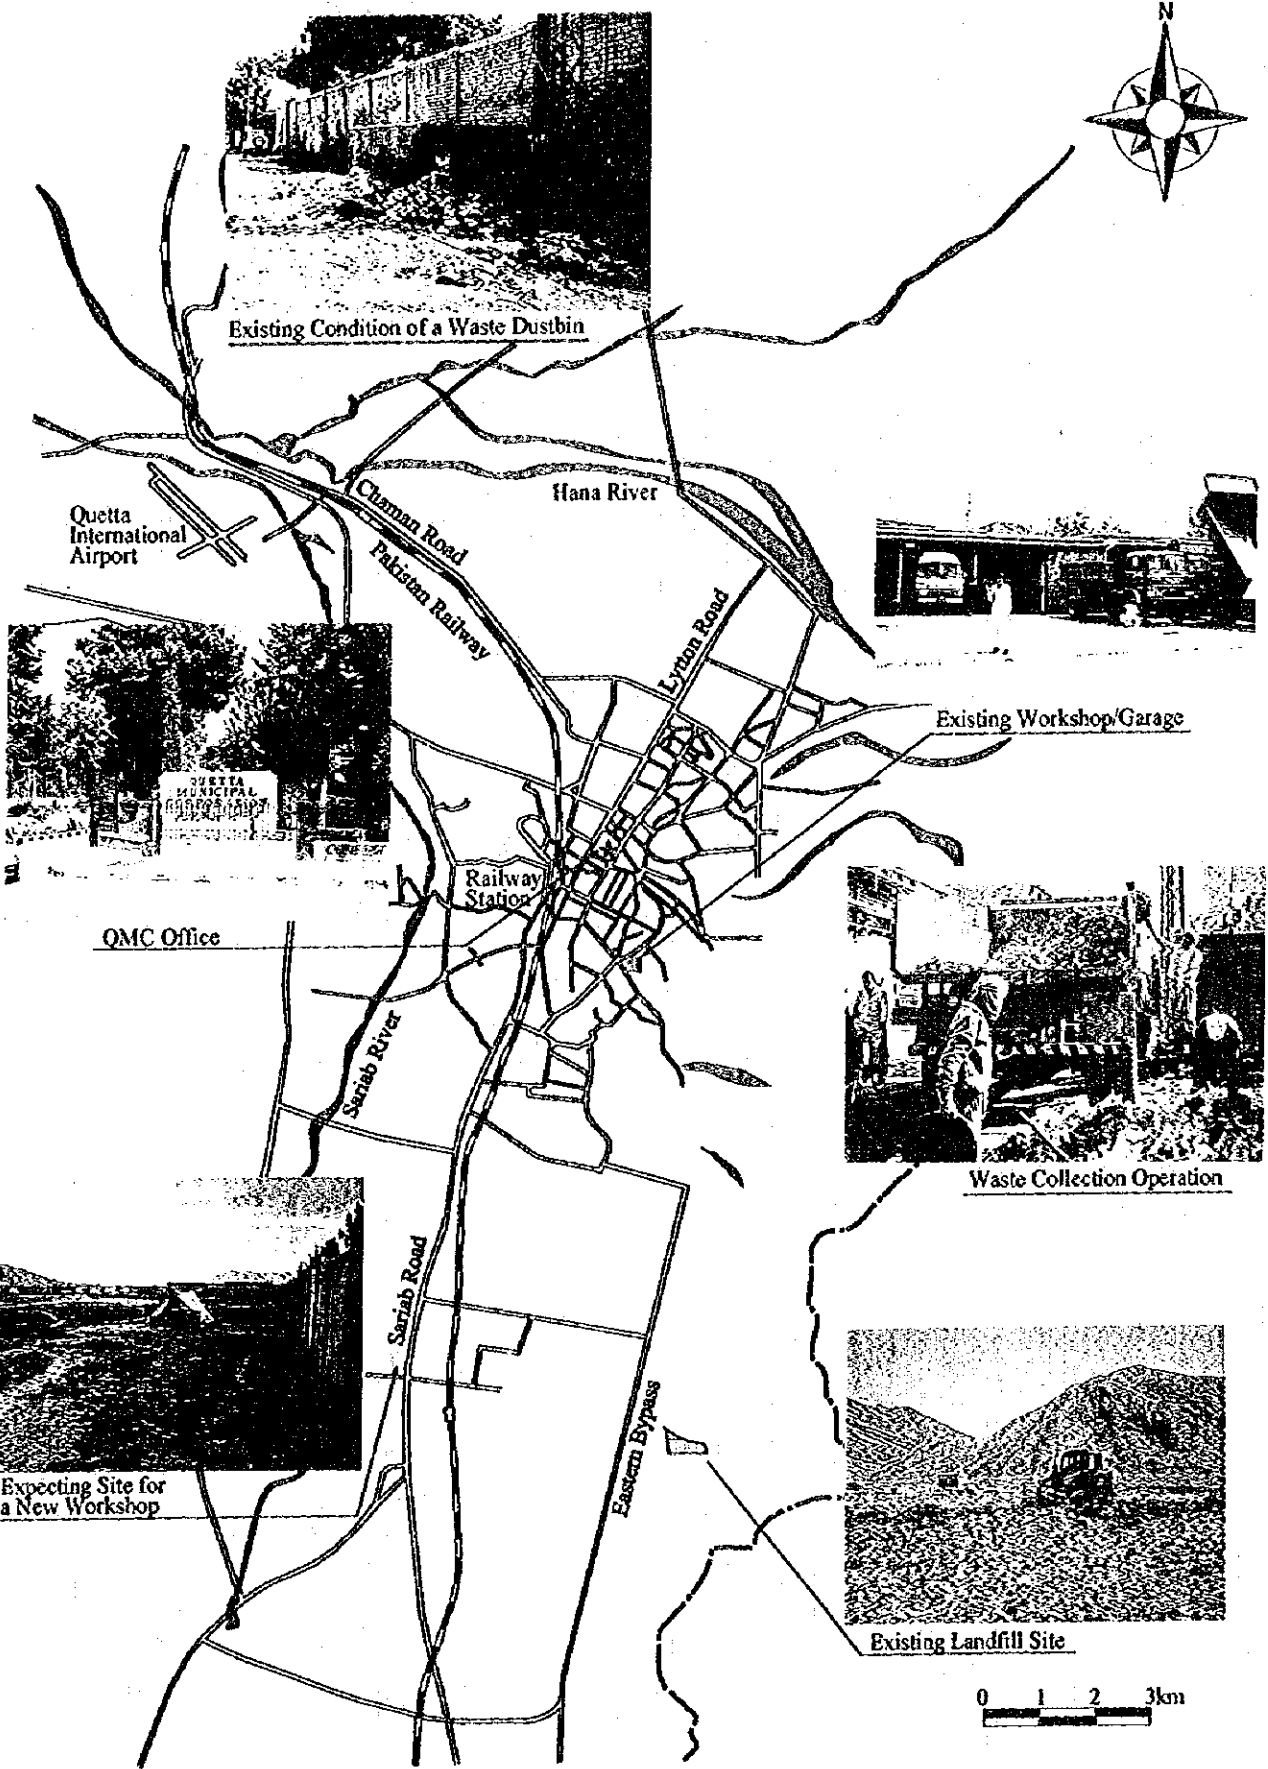 N
Existing Condition of a Waste Dustbin
Hana River
Chaman Road
Pakistan Railway
Quetta
International
Airport
Lytton Road
Existing Workshop/Garage
QUETTA
MUNICIPAL
Railway
Station
QMC Office
Sariab River
Waste Collection Operation
Sariab Road
Eastern Bypass
Expecting Site for
a New Workshop
Existing Landfill Site
0 1 2 3km